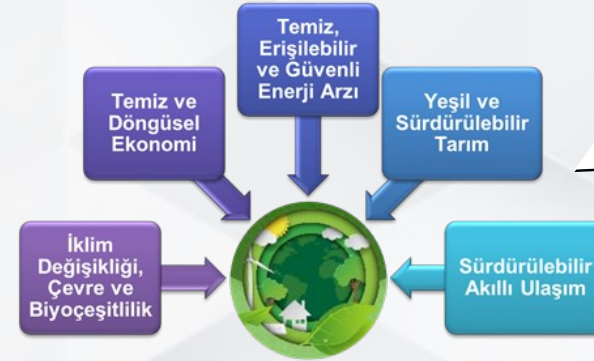 Temiz,
Erişilebilir
ve Güvenli
Enerji Arzı
Temiz ve
Döngüsel
Ekonomi
Yeşil ve
Sürdürülebilir
Tarım
İklim
Değişikliği,
Çevre ve
Biyoçeşitlilik
Sürdürülebilir
Akıllı Ulaşım